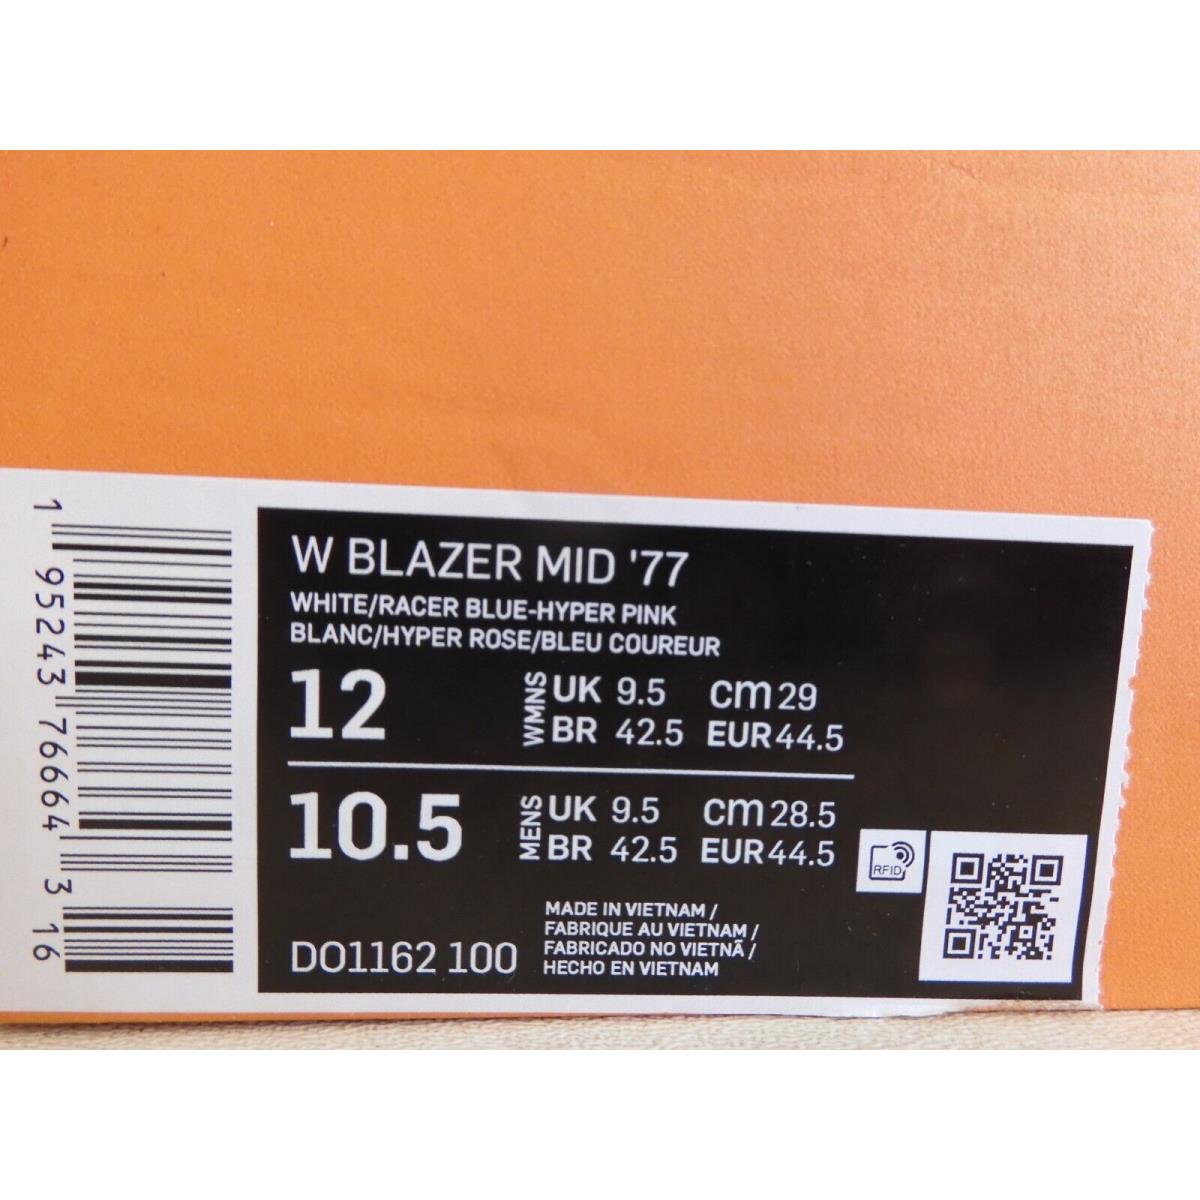 1 95243 76664 3 16
W BLAZER MID '77
WHITE/RACER BLUE-HYPER PINK
BLANC/HYPER ROSE/BLEU COUREUR
12 WMNS UK 9.5 cm 29
BR 42.5 EUR 44.5
10.5 MENS UK 9.5 cm 28.5
BR 42.5 EUR 44.5
RFID
MADE IN VIETNAM /
FABRIQUE AU VIETNAM /
FABRICADO NO VIETNÃ /
HECHO EN VIETNAM
DO1162 100